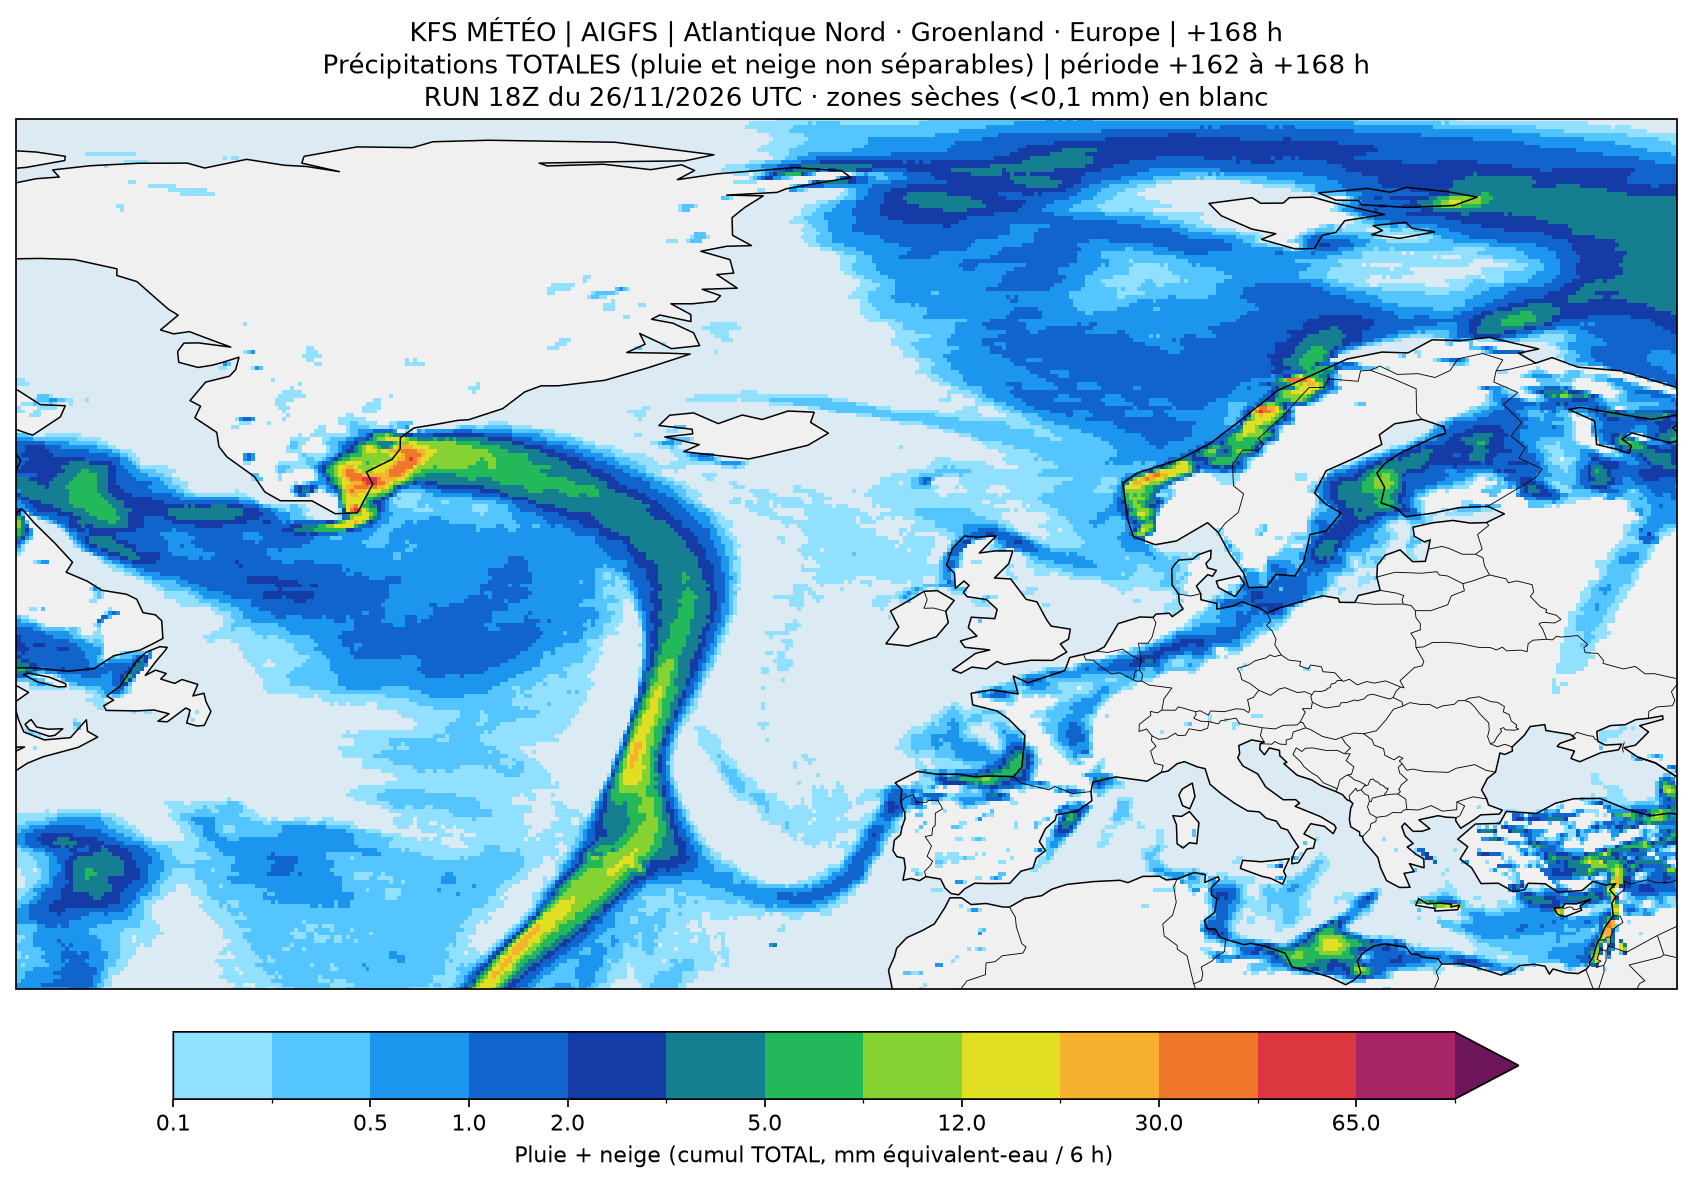 KFS MÉTÉO | AIGFS | Atlantique Nord · Groenland · Europe | +168 h
Précipitations TOTALES (pluie et neige non séparables) | période +162 à +168 h
RUN 18Z du 26/11/2026 UTC · zones sèches (<0,1 mm) en blanc
0.1 0.5 1.0 2.0 5.0 12.0 30.0 65.0
Pluie + neige (cumul TOTAL, mm équivalent-eau / 6 h)